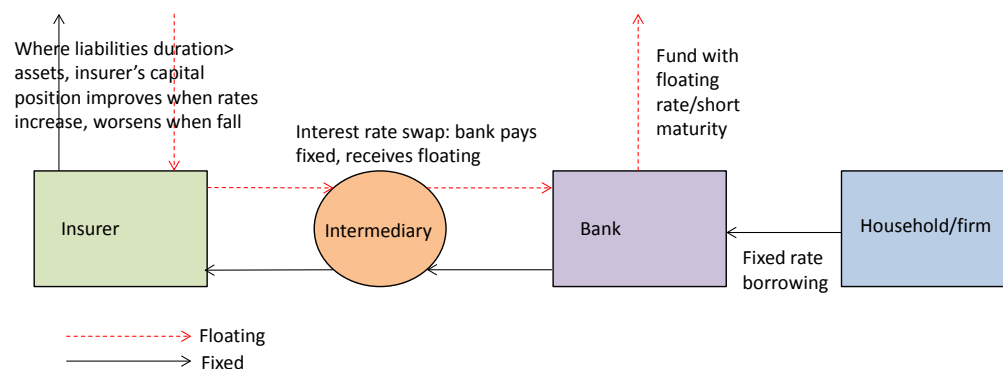 Where liabilities duration>
assets, insurer's capital
position improves when rates
increase, worsens when fall
Fund with
floating
rate/short
maturity
Interest rate swap: bank pays
fixed, receives floating
Insurer
Intermediary
Bank
Household/firm
Fixed rate
borrowing
Floating
Fixed